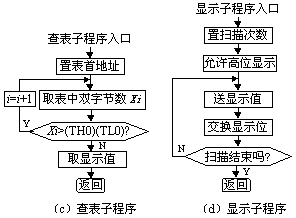 查表子程序入口
置表首地址
i=i+1
取表中双字节数 Xi
Y
Xi>(TH0)(TL0)?
N
取显示值
返回
(c) 查表子程序
显示子程序入口
置扫描次数
允许高位显示
送显示值
交换显示位
N
扫描结束吗?
Y
返回
(d) 显示子程序